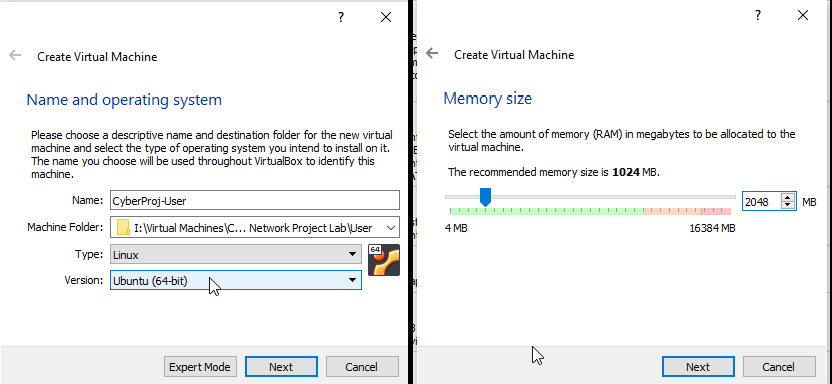 ?
Create Virtual Machine
Name and operating system
Please choose a descriptive name and destination folder for the new virtual
machine and select the type of operating system you intend to install on it.
The name you choose will be used throughout VirtualBox to identify this
machine.
Name: CyberProj-User
Machine Folder: I:\Virtual Machines\C... Network Project Lab\User
Type: Linux
64
Version: Ubuntu (64-bit)
Expert Mode Next Cancel
?
Create Virtual Machine
Memory size
Select the amount of memory (RAM) in megabytes to be allocated to the
virtual machine.
The recommended memory size is 1024 MB.
2048 MB
4 MB 16384 MB
Next Cancel